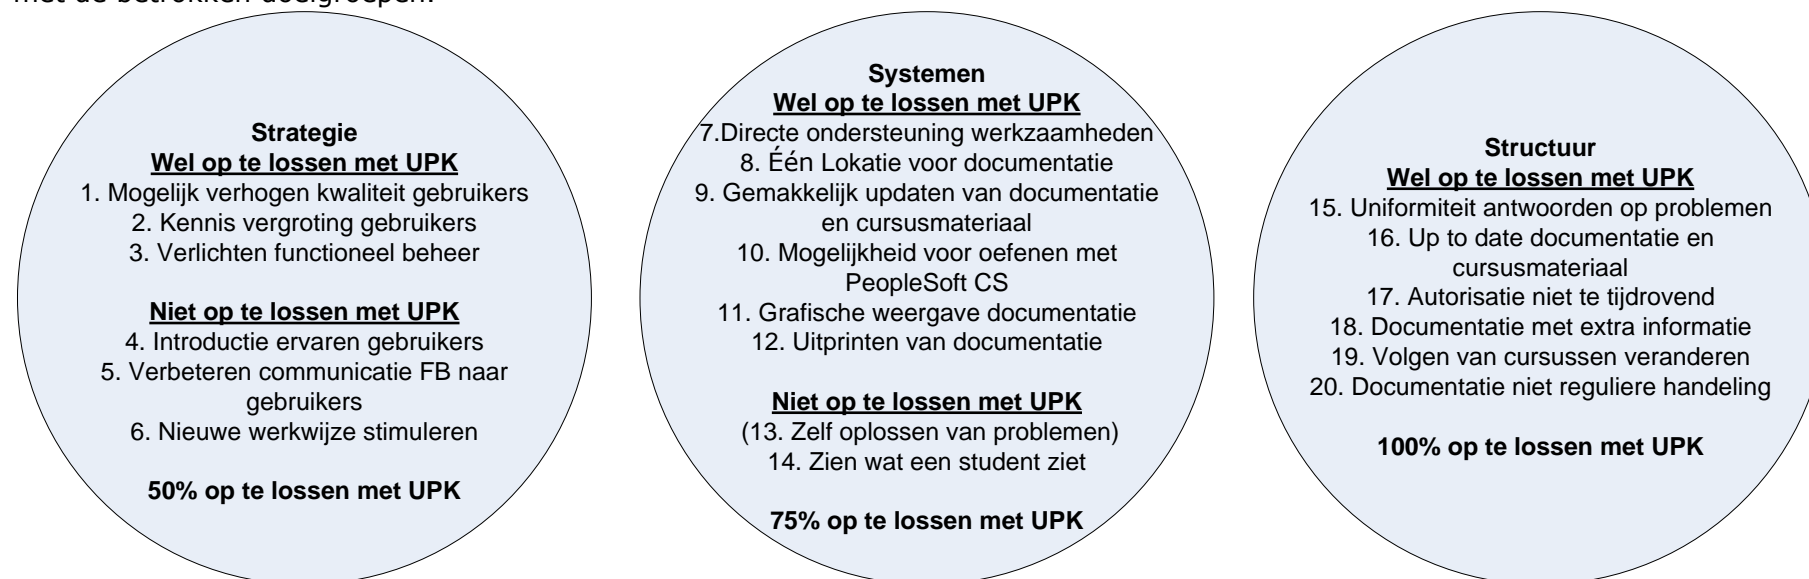 met de betrokken doelgroepen.
Strategie
Wel op te lossen met UPK
1. Mogelijk verhogen kwaliteit gebruikers
2. Kennis vergroting gebruikers
3. Verlichten functioneel beheer
Niet op te lossen met UPK
4. Introductie ervaren gebruikers
5. Verbeteren communicatie FB naar
gebruikers
6. Nieuwe werkwijze stimuleren
50% op te lossen met UPK
Systemen
Wel op te lossen met UPK
7.Directe ondersteuning werkzaamheden
8. Één Lokatie voor documentatie
9. Gemakkelijk updaten van documentatie
en cursusmateriaal
10. Mogelijkheid voor oefenen met
PeopleSoft CS
11. Grafische weergave documentatie
12. Uitprinten van documentatie
Niet op te lossen met UPK
(13. Zelf oplossen van problemen)
14. Zien wat een student ziet
75% op te lossen met UPK
Structuur
Wel op te lossen met UPK
15. Uniformiteit antwoorden op problemen
16. Up to date documentatie en
cursusmateriaal
17. Autorisatie niet te tijdrovend
18. Documentatie met extra informatie
19. Volgen van cursussen veranderen
20. Documentatie niet reguliere handeling
100% op te lossen met UPK